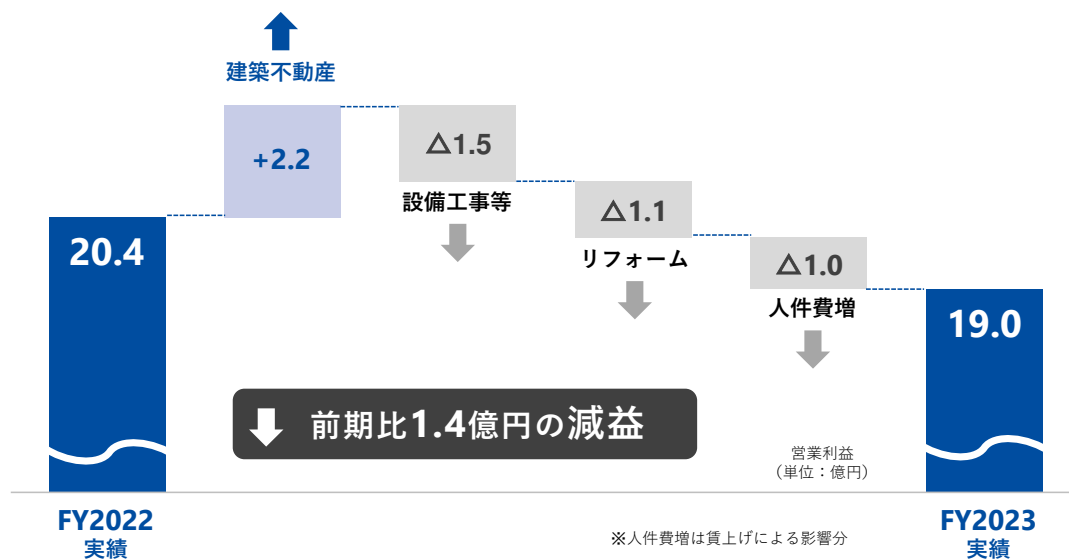 建築不動産
+2.2
△1.5
設備工事等
△1.1
リフォーム
△1.0
人件費増
20.4
19.0
前期比1.4億円の減益
営業利益
（単位：億円）
FY2022
実績
FY2023
実績
※人件費増は賃上げによる影響分